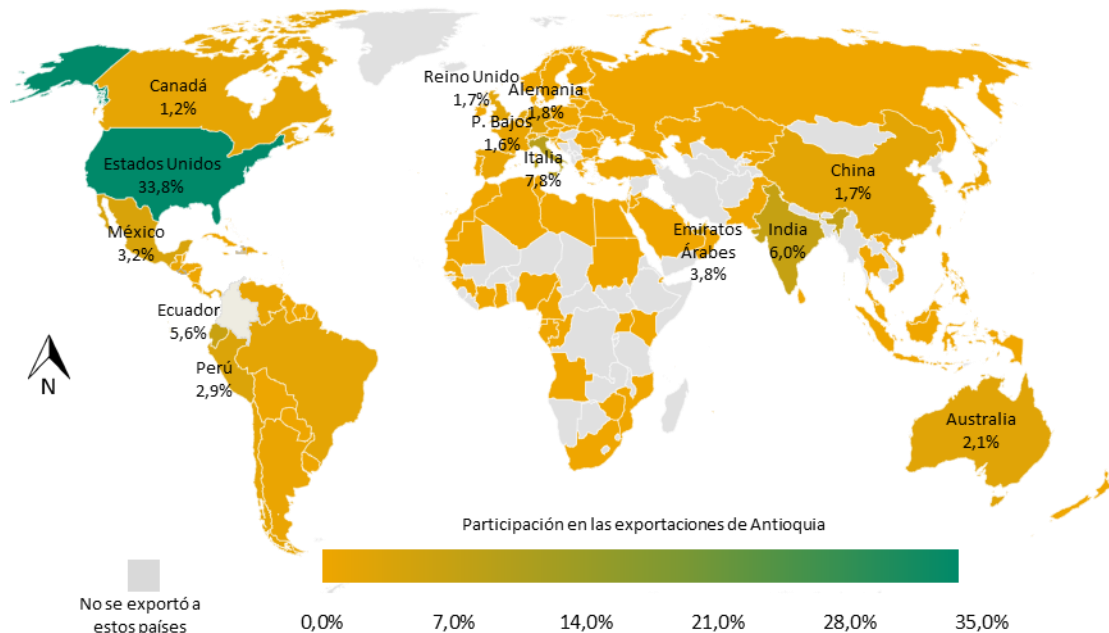 Canadá
1,2%
Estados Unidos
33,8%
México
3,2%
Ecuador
5,6%
Perú
2,9%
Reino Unido
1,7%
Alemania
1,8%
P. Bajos
1,6%
Italia
7,8%
Emiratos
Árabes
3,8%
India
6,0%
China
1,7%
Australia
2,1%
N
Participación en las exportaciones de Antioquia
0,0%
7,0%
14,0%
21,0%
28,0%
35,0%
No se exportó a
estos países